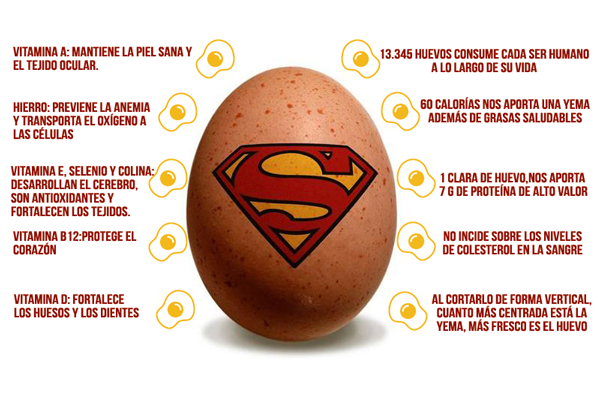 VITAMINA A: MANTIENE LA PIEL SANA Y
EL TEJIDO OCULAR.
HIERRO: PREVIENE LA ANEMIA
Y TRANSPORTA EL OXÍGENO A
LAS CÉLULAS
VITAMINA E, SELENIO Y COLINA:
DESARROLLAN EL CEREBRO,
SON ANTIOXIDANTES Y
FORTALECEN LOS TEJIDOS.
VITAMINA B12:PROTEGE EL
CORAZÓN
VITAMINA D: FORTALECE
LOS HUESOS Y LOS DIENTES
S
13.345 HUEVOS CONSUME CADA SER HUMANO
A LO LARGO DE SU VIDA
60 CALORÍAS NOS APORTA UNA YEMA
ADEMÁS DE GRASAS SALUDABLES
1 CLARA DE HUEVO,NOS APORTA
7 G DE PROTEÍNA DE ALTO VALOR
NO INCIDE SOBRE LOS NIVELES
DE COLESTEROL EN LA SANGRE
AL CORTARLO DE FORMA VERTICAL,
CUANTO MÁS CENTRADA ESTÁ LA
YEMA, MÁS FRESCO ES EL HUEVO